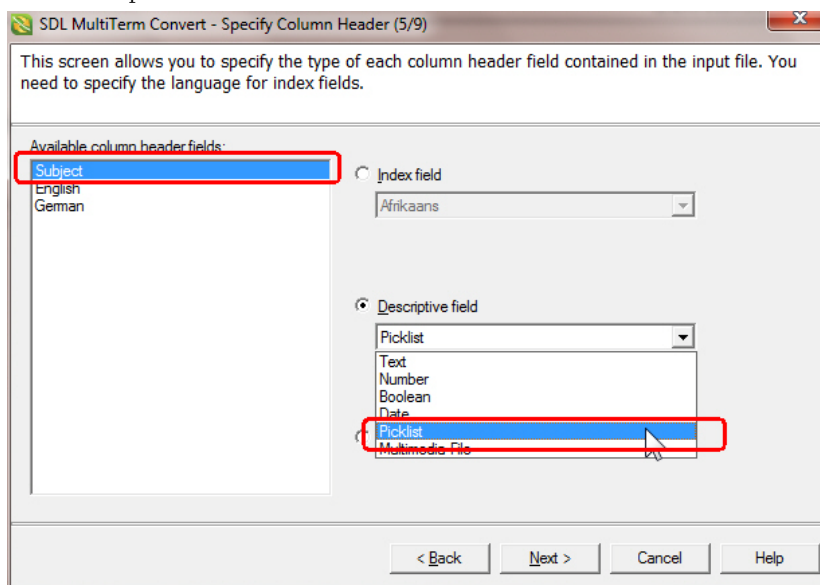 SDL MultiTerm Convert - Specify Column Header (5/9)
This screen allows you to specify the type of each column header field contained in the input file. You
need to specify the language for index fields.
Available column header fields:
Subject
English
German
Index field
Afrikaans
Descriptive field
Picklist
Text
Number
Boolean
Date
Picklist
Multimedia File
< Back
Next >
Cancel
Help